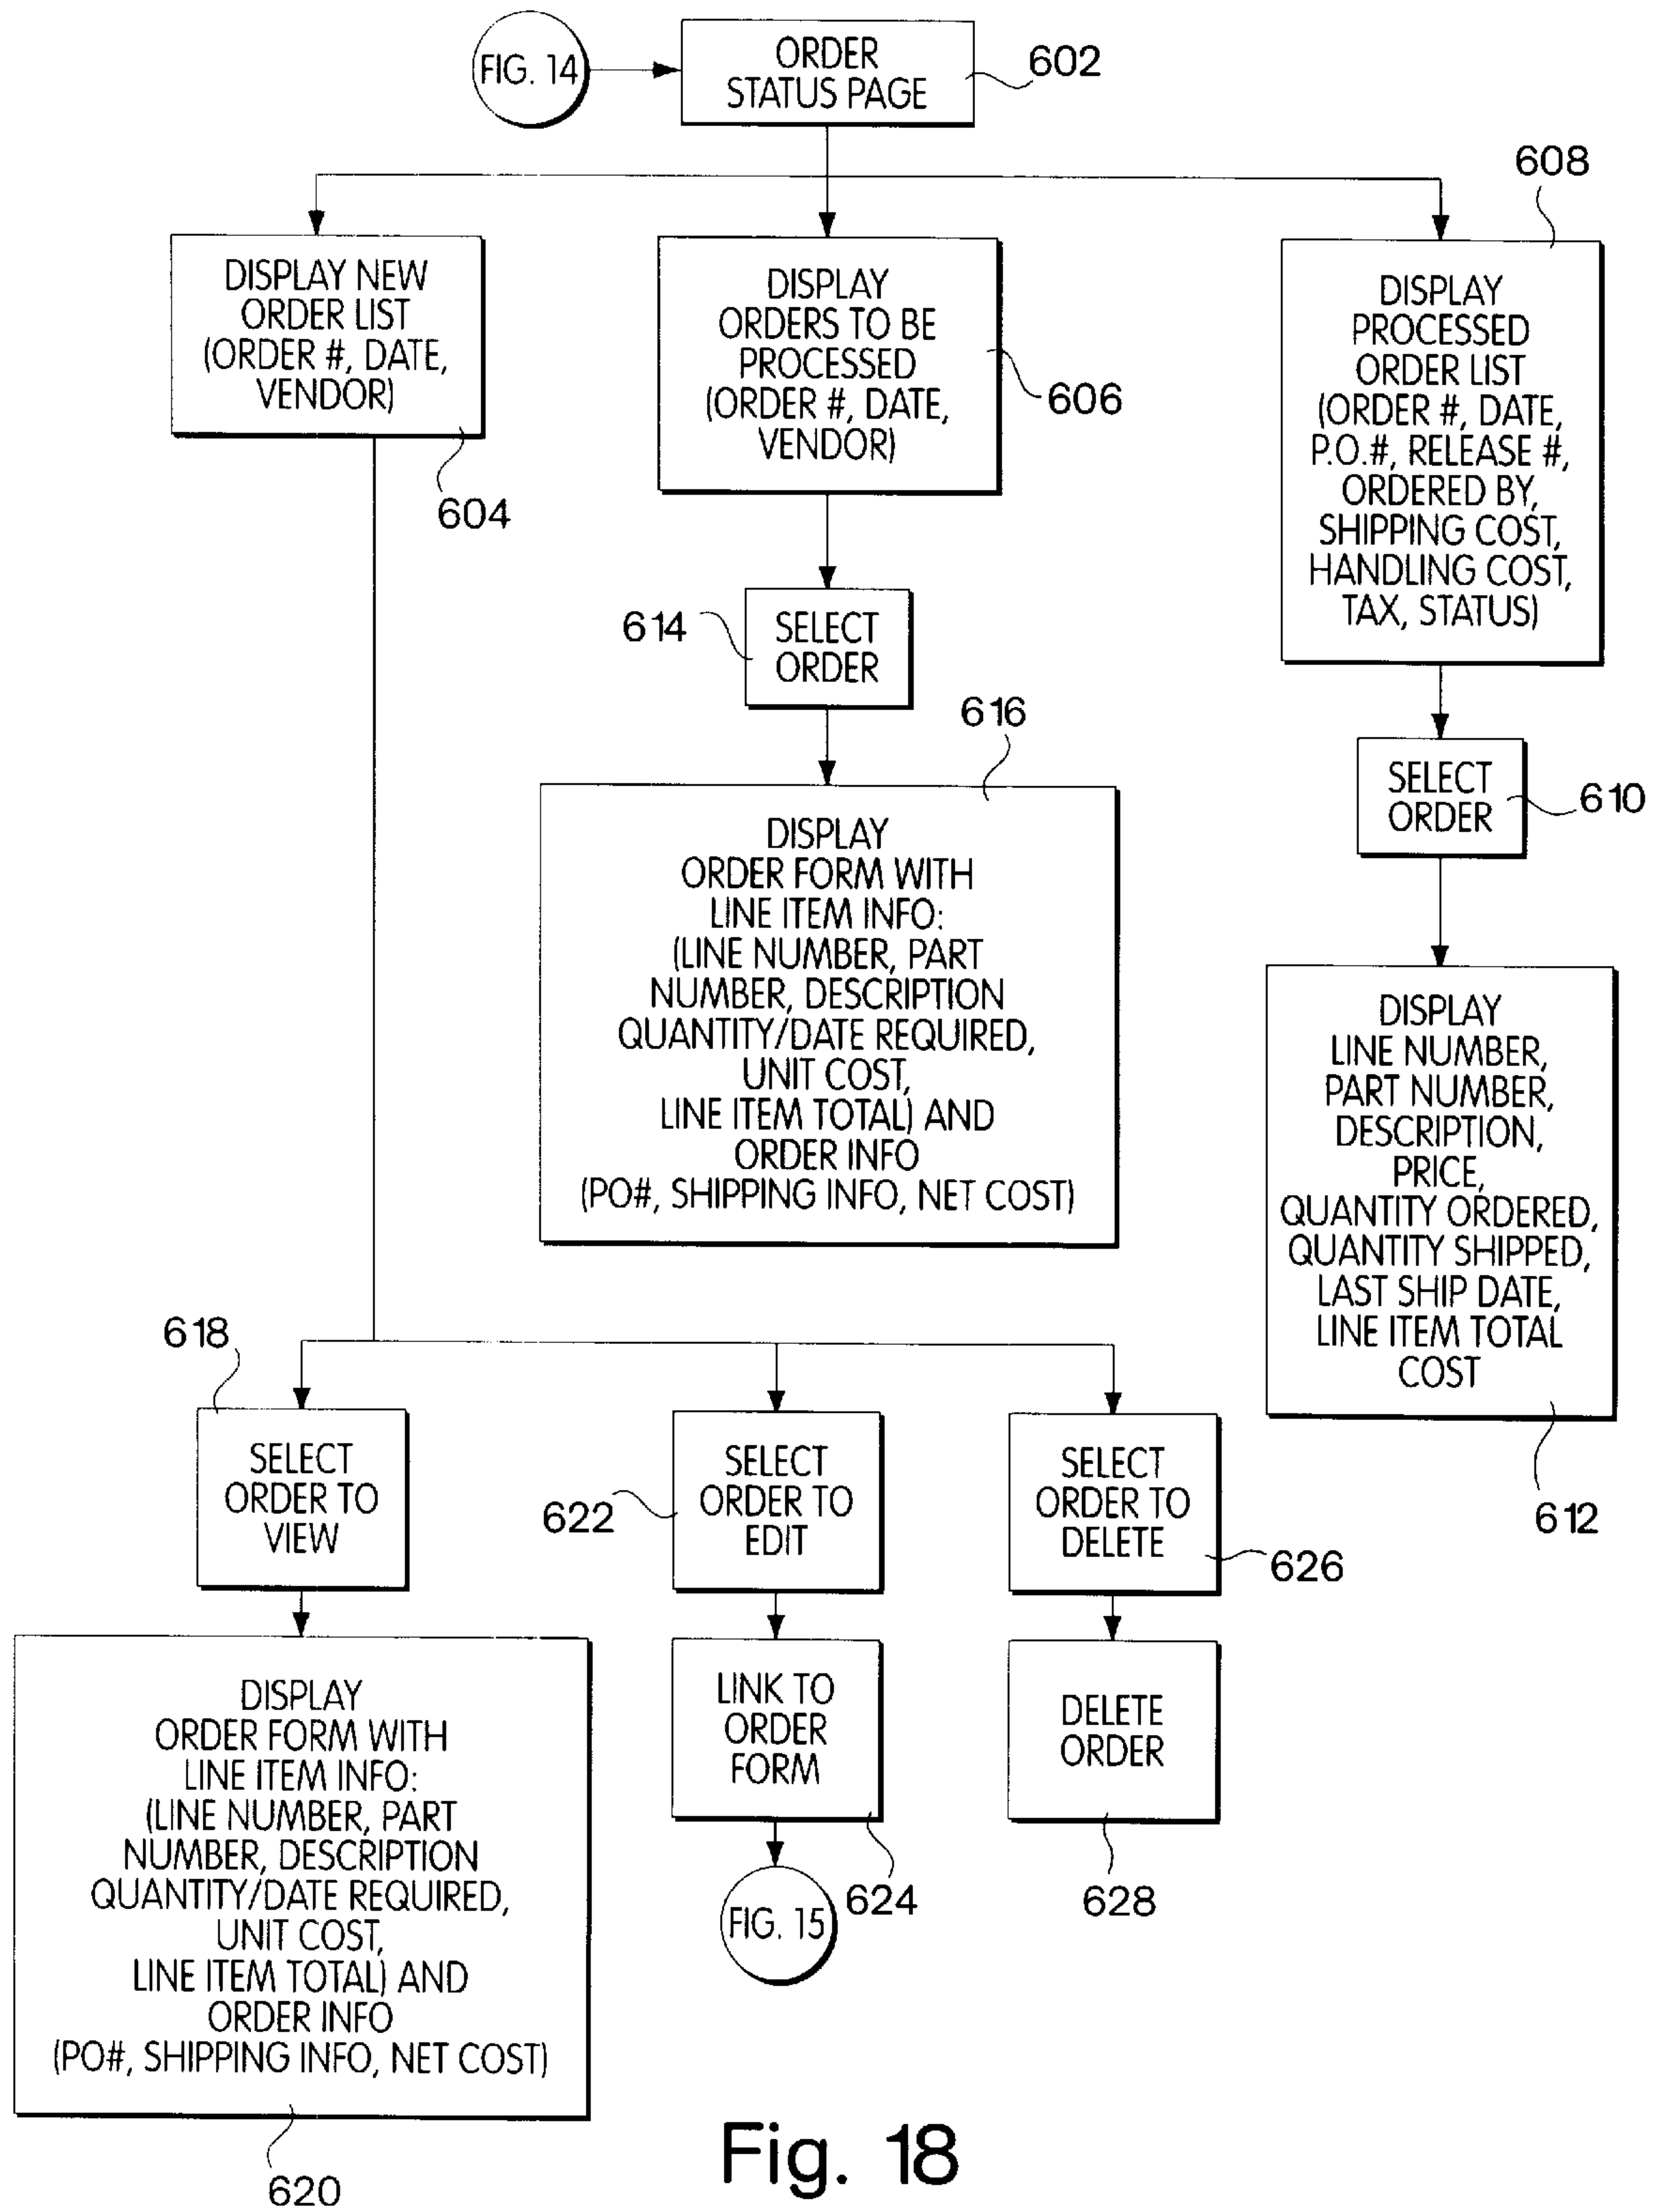 FIG. 14
ORDER
STATUS PAGE
602
608
DISPLAY NEW
ORDER LIST
(ORDER #, DATE,
VENDOR)
604
DISPLAY
ORDERS TO BE
PROCESSED
(ORDER #, DATE,
VENDOR)
606
DISPLAY
PROCESSED
ORDER LIST
(ORDER #, DATE,
P.O.#, RELEASE #,
ORDERED BY,
SHIPPING COST,
HANDLING COST,
TAX, STATUS)
614
SELECT
ORDER
616
DISPLAY
ORDER FORM WITH
LINE ITEM INFO:
(LINE NUMBER, PART
NUMBER, DESCRIPTION
QUANTITY/DATE REQUIRED,
UNIT COST,
LINE ITEM TOTAL) AND
ORDER INFO
(PO#, SHIPPING INFO, NET COST)
SELECT
ORDER
610
DISPLAY
LINE NUMBER,
PART NUMBER,
DESCRIPTION,
PRICE,
QUANTITY ORDERED,
QUANTITY SHIPPED,
LAST SHIP DATE,
LINE ITEM TOTAL
COST
612
618
SELECT
ORDER TO
VIEW
622
SELECT
ORDER TO
EDIT
SELECT
ORDER TO
DELETE
626
DISPLAY
ORDER FORM WITH
LINE ITEM INFO:
(LINE NUMBER, PART
NUMBER, DESCRIPTION
QUANTITY/DATE REQUIRED,
UNIT COST,
LINE ITEM TOTAL) AND
ORDER INFO
(PO#, SHIPPING INFO, NET COST)
620
LINK TO
ORDER
FORM
624
FIG. 15
DELETE
ORDER
628
Fig. 18